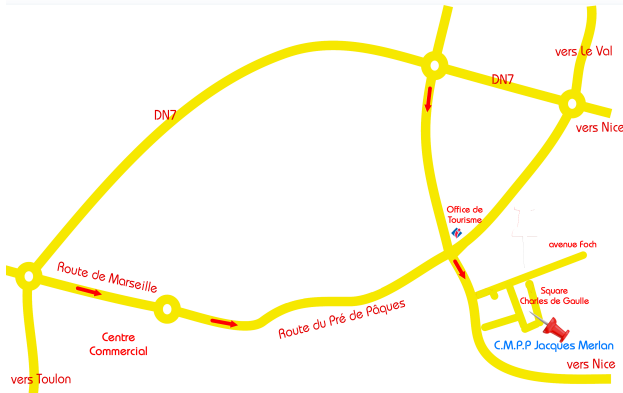 vers Le Val
DN7
DN7
vers Nice
Office de
Tourisme
avenue Foch
Route de Marseille
Square
Charles de Gaulle
Route du Pré de Pâques
Centre
Commercial
C.M.P.P Jacques Merlan
vers Nice
vers Toulon